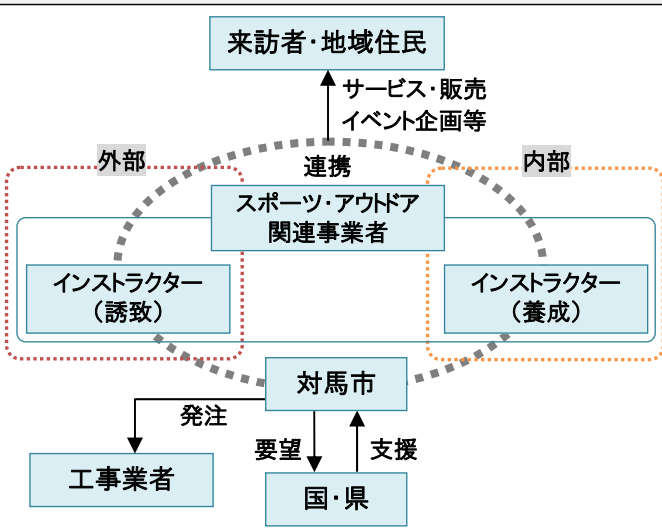 来訪者・地域住民
サービス・販売
イベント企画等
外部
連携
内部
スポーツ・アウトドア
関連事業者
インストラクター
（誘致）
インストラクター
（養成）
対馬市
発注
要望
支援
工事業者
国・県